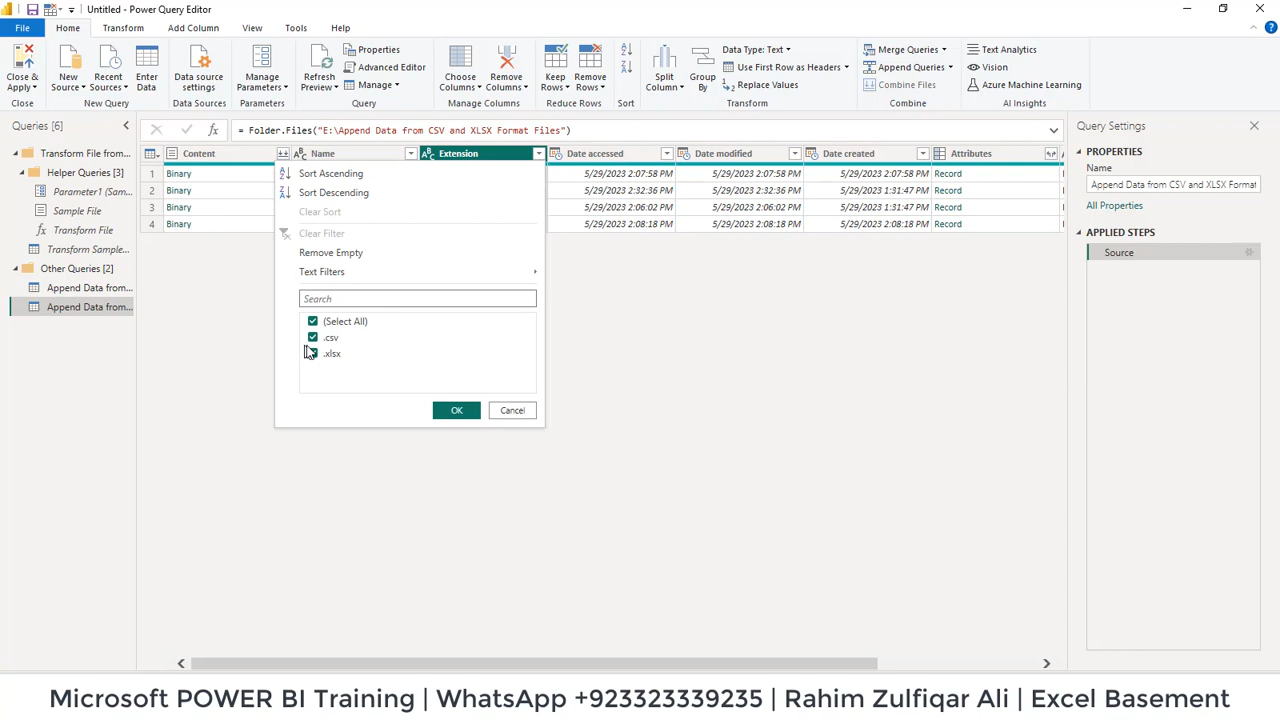 Untitled - Power Query Editor
File Home Transform Add Column View Tools Help
Close & Apply
New Source
Recent Sources
Enter Data
Data source settings
Manage Parameters
Refresh Preview
Properties
Advanced Editor
Manage
Choose Columns
Remove Columns
Keep Rows
Remove Rows
Split Column
Group By
Data Type: Text
Use First Row as Headers
Replace Values
Merge Queries
Append Queries
Combine Files
Text Analytics
Vision
Azure Machine Learning
Close New Query Data Sources Parameters Query Manage Columns Reduce Rows Sort Transform Combine AI Insights
Queries [6]
Transform File from...
Helper Queries [3]
Parameter1 (Sam...
Sample File
Transform File
Transform Sample...
Other Queries [2]
Append Data from...
Append Data from...
= Folder.Files("E:\Append Data from CSV and XLSX Format Files")
Content Name Extension Date accessed Date modified Date created Attributes
1 Binary 5/29/2023 2:07:58 PM 5/29/2023 2:07:58 PM 5/29/2023 2:07:58 PM Record
2 Binary 5/29/2023 2:32:36 PM 5/29/2023 2:32:36 PM 5/29/2023 1:31:47 PM Record
3 Binary 5/29/2023 2:06:02 PM 5/29/2023 2:06:02 PM 5/29/2023 1:31:47 PM Record
4 Binary 5/29/2023 2:08:18 PM 5/29/2023 2:08:18 PM 5/29/2023 2:08:18 PM Record
Sort Ascending
Sort Descending
Clear Sort
Clear Filter
Remove Empty
Text Filters
Search
(Select All)
.csv
.xlsx
OK Cancel
Query Settings
PROPERTIES
Name
Append Data from CSV and XLSX Format
All Properties
APPLIED STEPS
Source
Microsoft POWER BI Training | WhatsApp +923323339235 | Rahim Zulfiqar Ali | Excel Basement